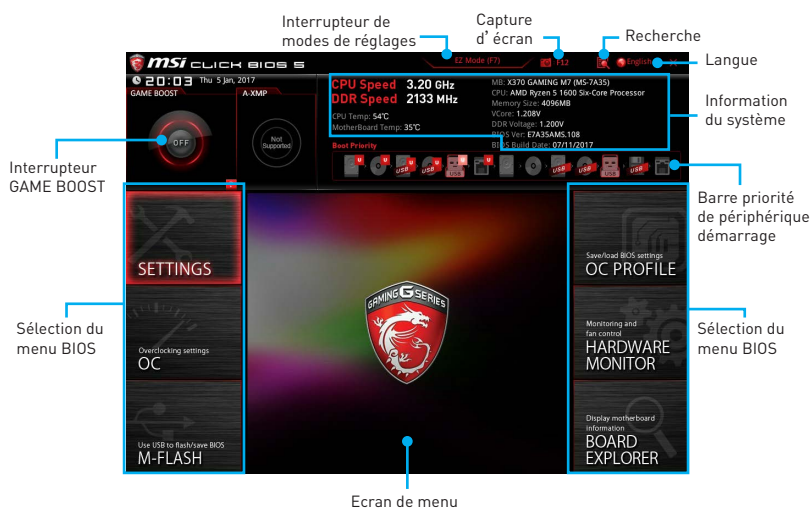 Interrupteur de
modes de réglages
Capture
d’écran
Recherche
Langue
msi CLICK BIOS 5
EZ Mode (F7)
F12
English
X
20:03 Thu 5 Jan, 2017
GAME BOOST
A-XMP
OFF
Not
Supported
CPU Speed 3.20 GHz
DDR Speed 2133 MHz
CPU Temp: 54°C
MotherBoard Temp: 35°C
MB: X370 GAMING M7 (MS-7A35)
CPU: AMD Ryzen 5 1600 Six-Core Processor
Memory Size: 4096MB
VCore: 1.208V
DDR Voltage: 1.200V
BIOS Ver: E7A35AMS.108
BIOS Build Date: 07/11/2017
Boot Priority
U U U U U U
USB USB USB USB USB USB
Information
du système
Interrupteur
GAME BOOST
Barre priorité
de périphérique
démarrage
SETTINGS
Overclocking settings
OC
Use USB to flash/save BIOS
M-FLASH
Sélection du
menu BIOS
GAMING G SERIES
Save/load BIOS settings
OC PROFILE
Monitoring and
fan control
HARDWARE
MONITOR
Display motherboard
information
BOARD
EXPLORER
Sélection du
menu BIOS
Ecran de menu